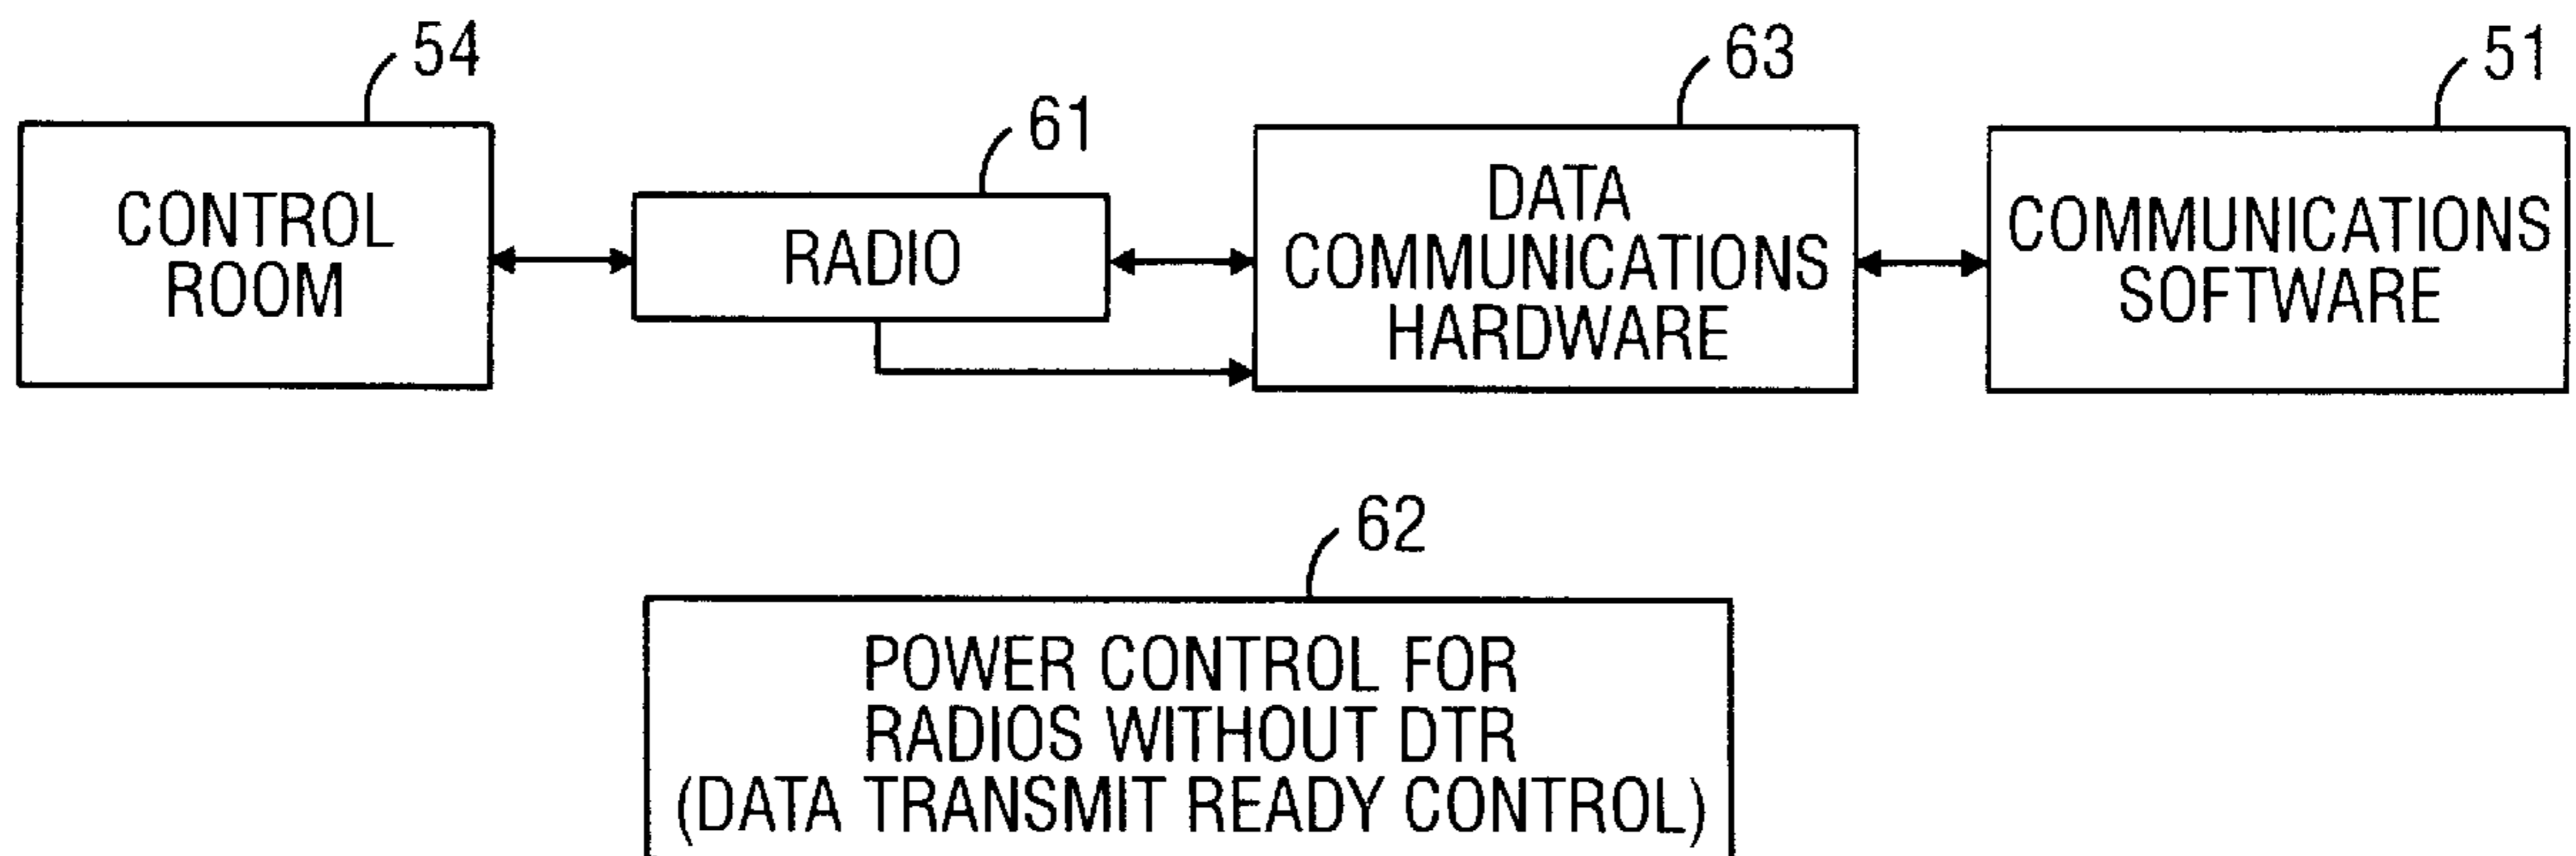 54
CONTROL
ROOM
61
RADIO
63
DATA
COMMUNICATIONS
HARDWARE
51
COMMUNICATIONS
SOFTWARE
62
POWER CONTROL FOR
RADIOS WITHOUT DTR
(DATA TRANSMIT READY CONTROL)